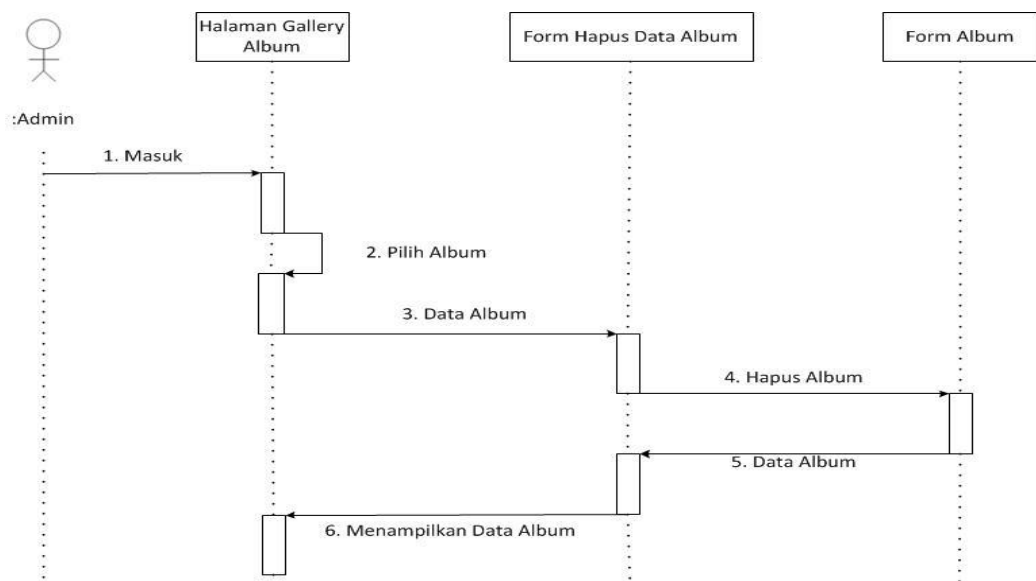 Halaman Gallery
Album
Form Hapus Data Album
Form Album
:Admin
1. Masuk
2. Pilih Album
3. Data Album
4. Hapus Album
5. Data Album
6. Menampilkan Data Album